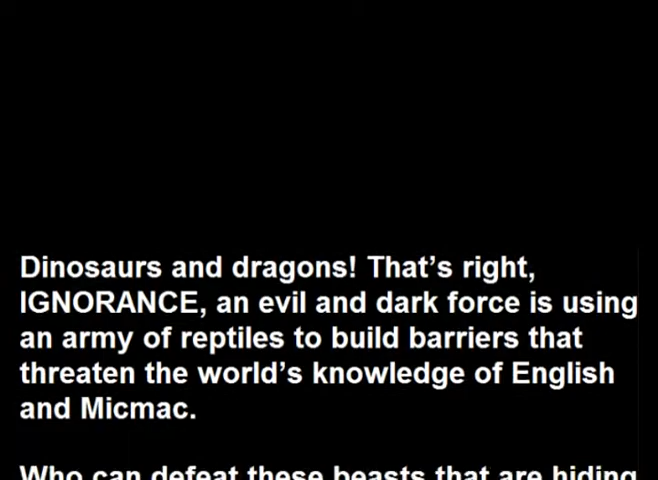 Dinosaurs and dragons! That’s right,
IGNORANCE, an evil and dark force is using
an army of reptiles to build barriers that
threaten the world’s knowledge of English
and Micmac.
Who can defeat these beasts that are hiding